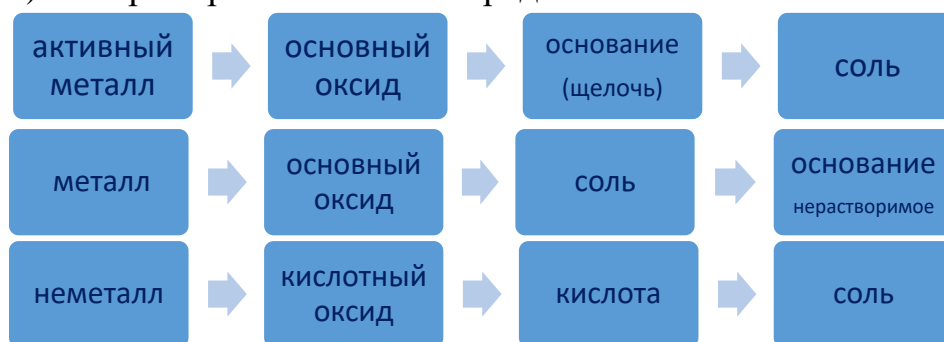 активный металл
основный оксид
основание (щелочь)
соль
металл
основный оксид
соль
основание нерастворимое
неметалл
кислотный оксид
кислота
соль